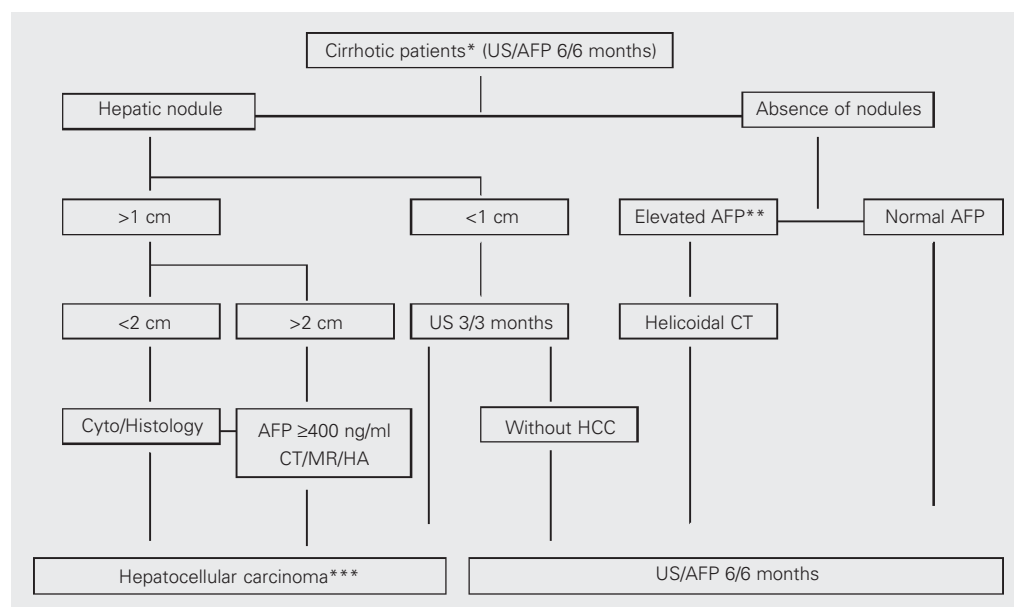 Cirrhotic patients* (US/AFP 6/6 months)
Hepatic nodule
Absence of nodules
>1 cm
<1 cm
Elevated AFP**
Normal AFP
<2 cm
>2 cm
US 3/3 months
Helicoidal CT
Cyto/Histology
AFP ≥400 ng/ml
CT/MR/HA
Without HCC
Hepatocellular carcinoma***
US/AFP 6/6 months